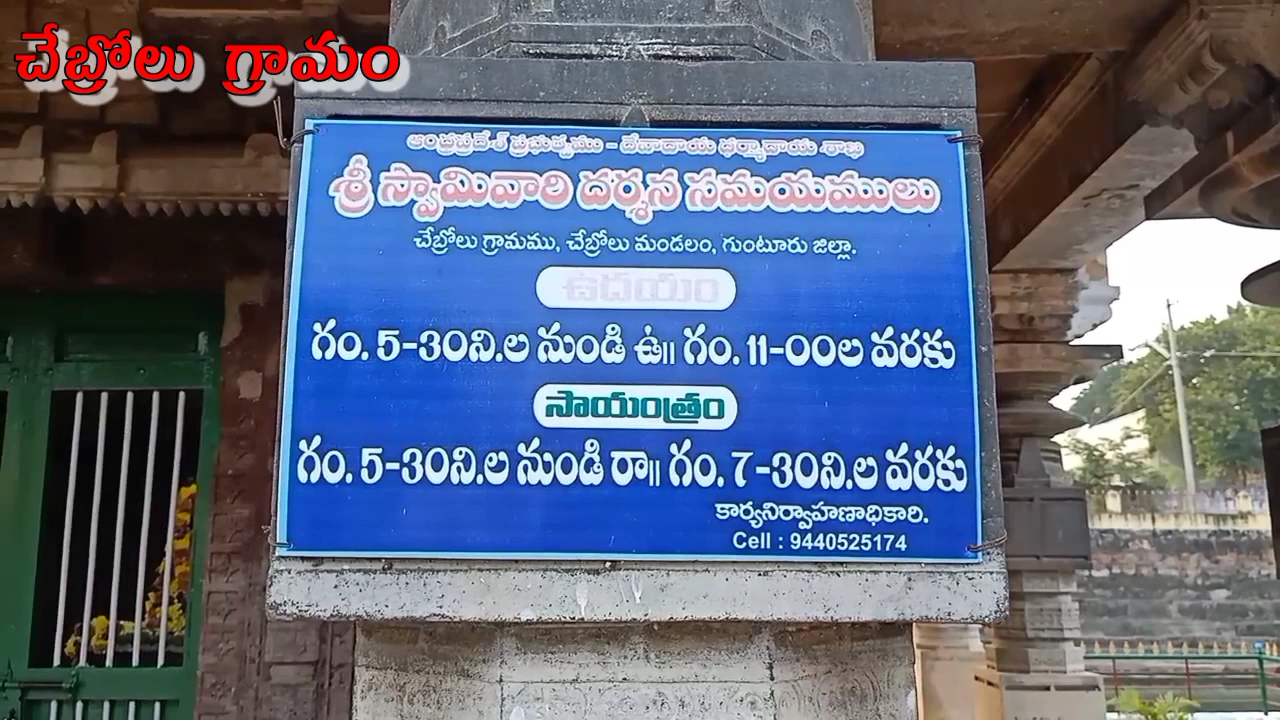 చేబ్రోలు గ్రామం
ఆంధ్రప్రదేశ్ ప్రభుత్వము - దేవాదాయ ధర్మాదాయ శాఖ
శ్రీ స్వామివారి దర్శన సమయములు
చేబ్రోలు గ్రామము, చేబ్రోలు మండలం, గుంటూరు జిల్లా.
ఉదయం
గం. 5-30ని.ల నుండి ఉ॥ గం. 11-00ల వరకు
సాయంత్రం
గం. 5-30ని.ల నుండి రా॥ గం. 7-30ని.ల వరకు
కార్యనిర్వాహణాధికారి.
Cell : 9440525174